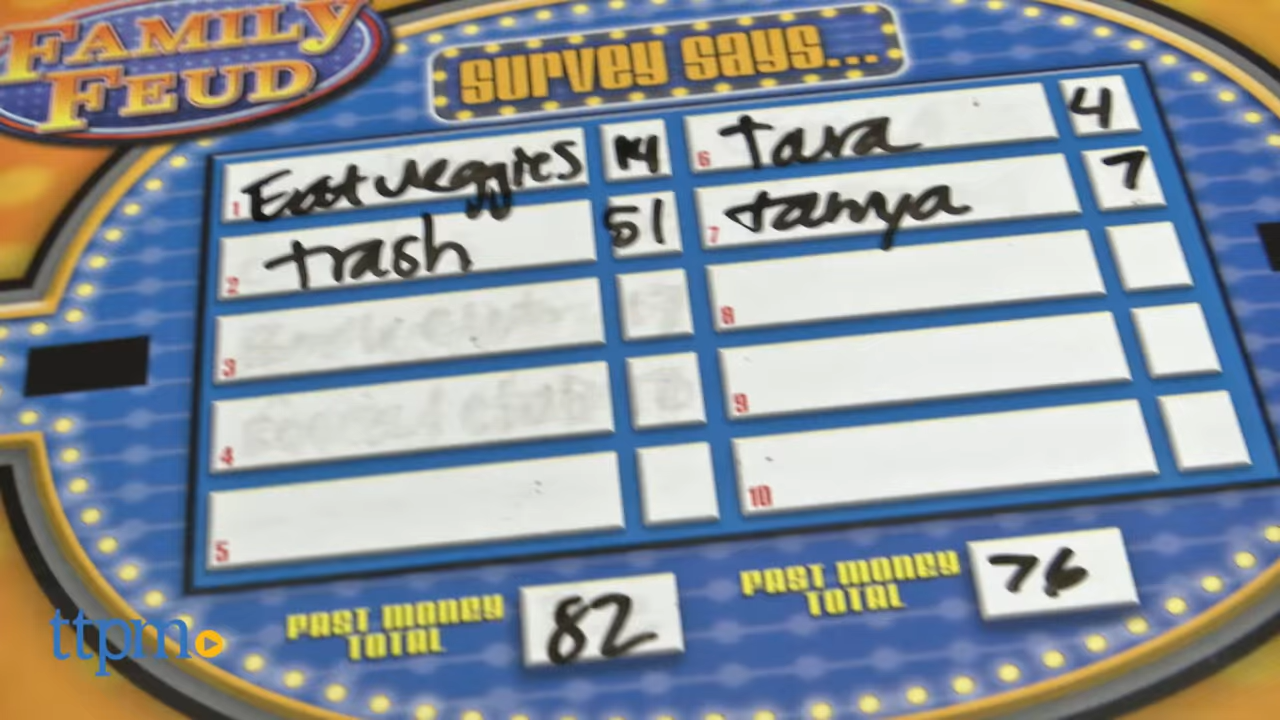 FAMILY
FEUD
SURVEY SAYS...
1 Eat veggies 14
2 trash 51
3
4
5
6 Tara 4
7 tanya 7
8
9
10
FAST MONEY
TOTAL
82
FAST MONEY
TOTAL
76
ttpm